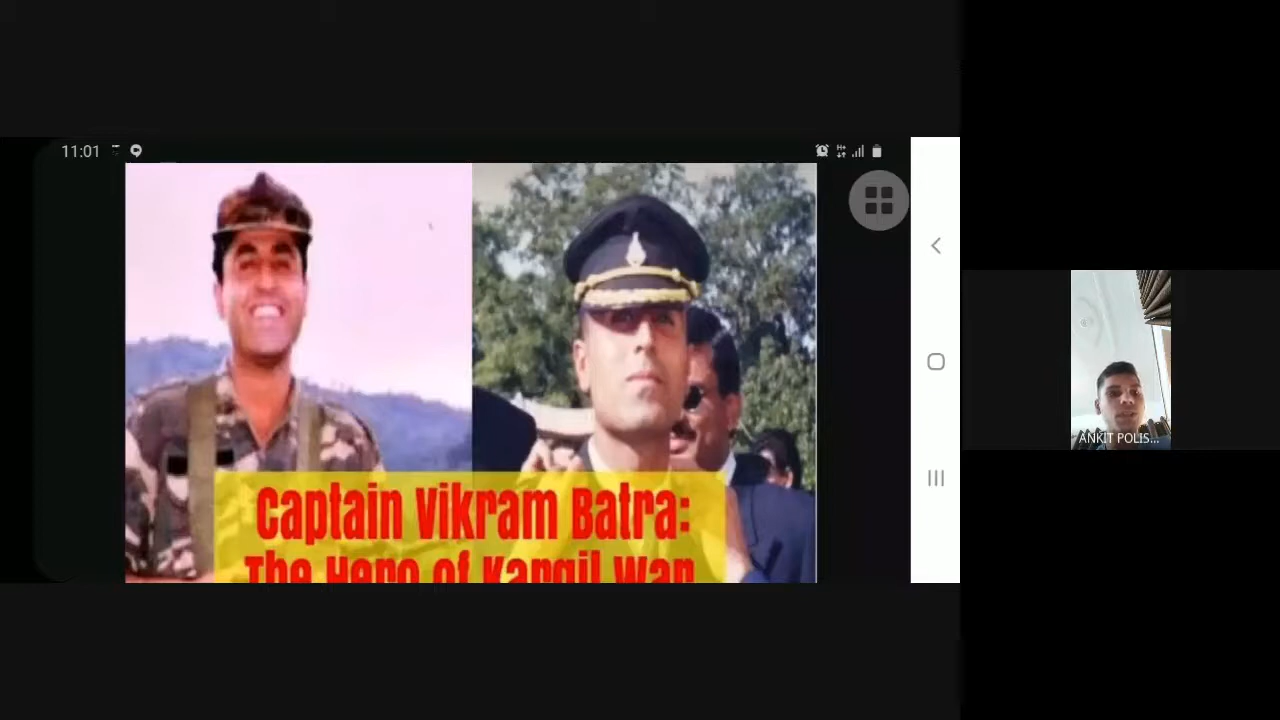 11:01
Captain Vikram Batra:
The Hero of Kargil War
ANKIT POLIS...